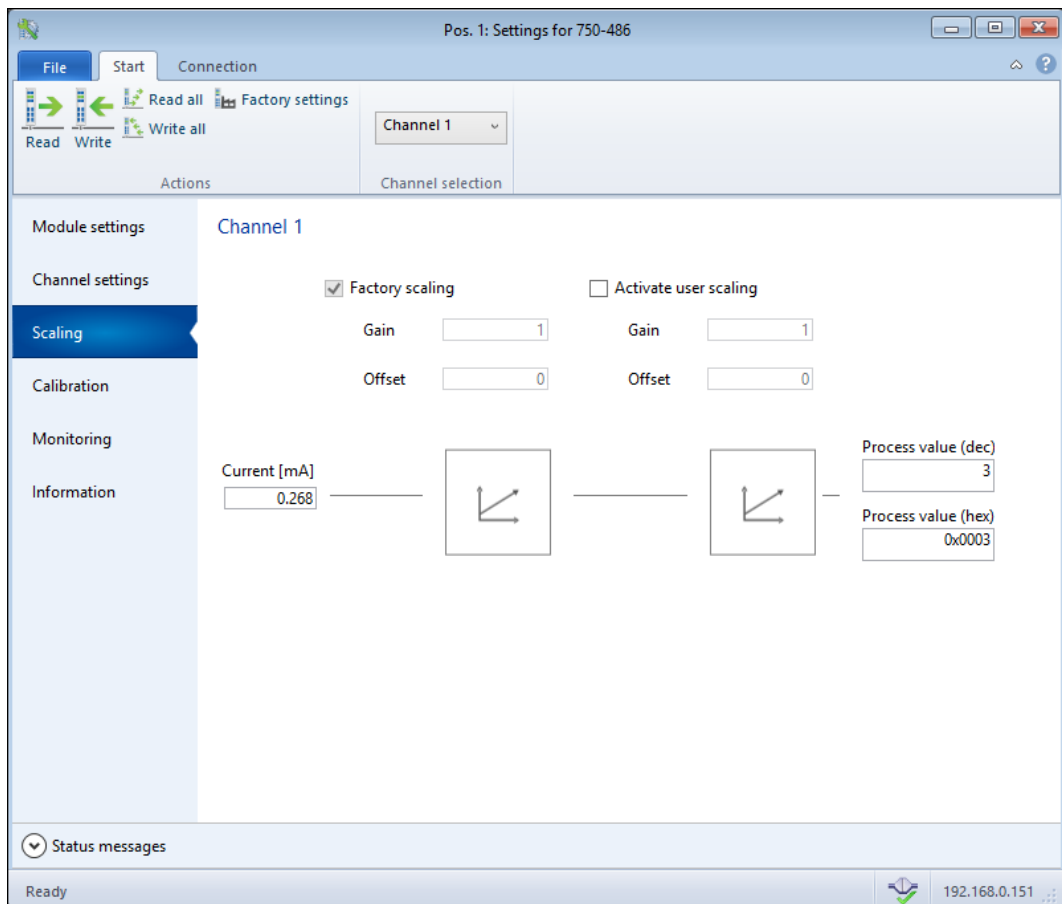 Pos. 1: Settings for 750-486
File Start Connection
Read all Factory settings
Write all
Read Write
Channel 1
Actions Channel selection
Module settings
Channel settings
Scaling
Calibration
Monitoring
Information
Channel 1
Factory scaling Activate user scaling
Gain 1 Gain 1
Offset 0 Offset 0
Current [mA]
0.268
Process value (dec)
3
Process value (hex)
0x0003
Status messages
Ready 192.168.0.151